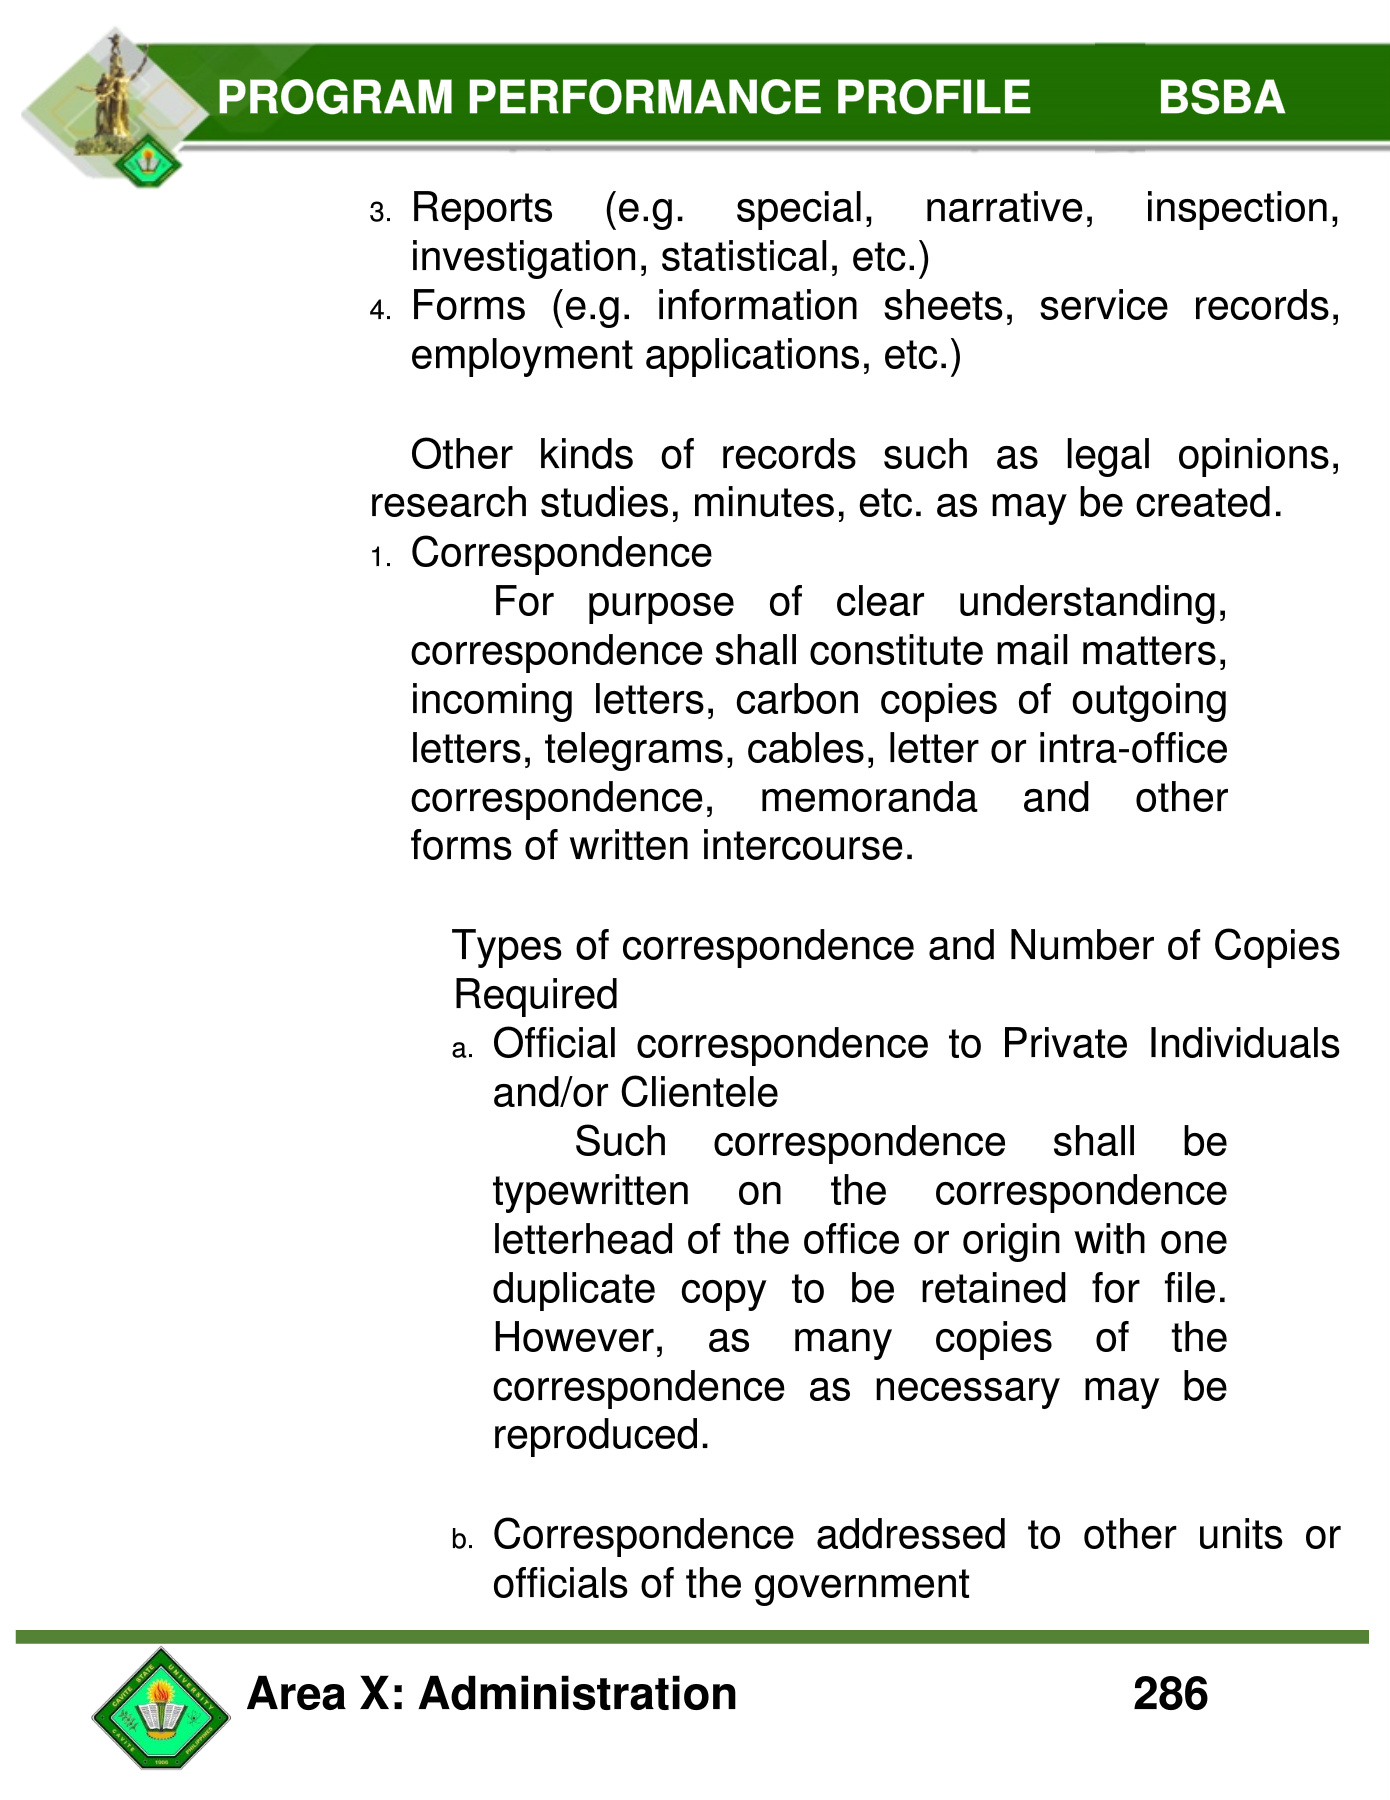 PROGRAM PERFORMANCE PROFILE BSBA
3. Reports (e.g. special, narrative, inspection,
investigation, statistical, etc.)
4. Forms (e.g. information sheets, service records,
employment applications, etc.)
Other kinds of records such as legal opinions,
research studies, minutes, etc. as may be created.
1. Correspondence
For purpose of clear understanding,
correspondence shall constitute mail matters,
incoming letters, carbon copies of outgoing
letters, telegrams, cables, letter or intra-office
correspondence, memoranda and other
forms of written intercourse.
Types of correspondence and Number of Copies
Required
a. Official correspondence to Private Individuals
and/or Clientele
Such correspondence shall be
typewritten on the correspondence
letterhead of the office or origin with one
duplicate copy to be retained for file.
However, as many copies of the
correspondence as necessary may be
reproduced.
b. Correspondence addressed to other units or
officials of the government
CAVITE STATE UNIVERSITY
CAVITE PHILIPPINES
1906
Area X: Administration 286